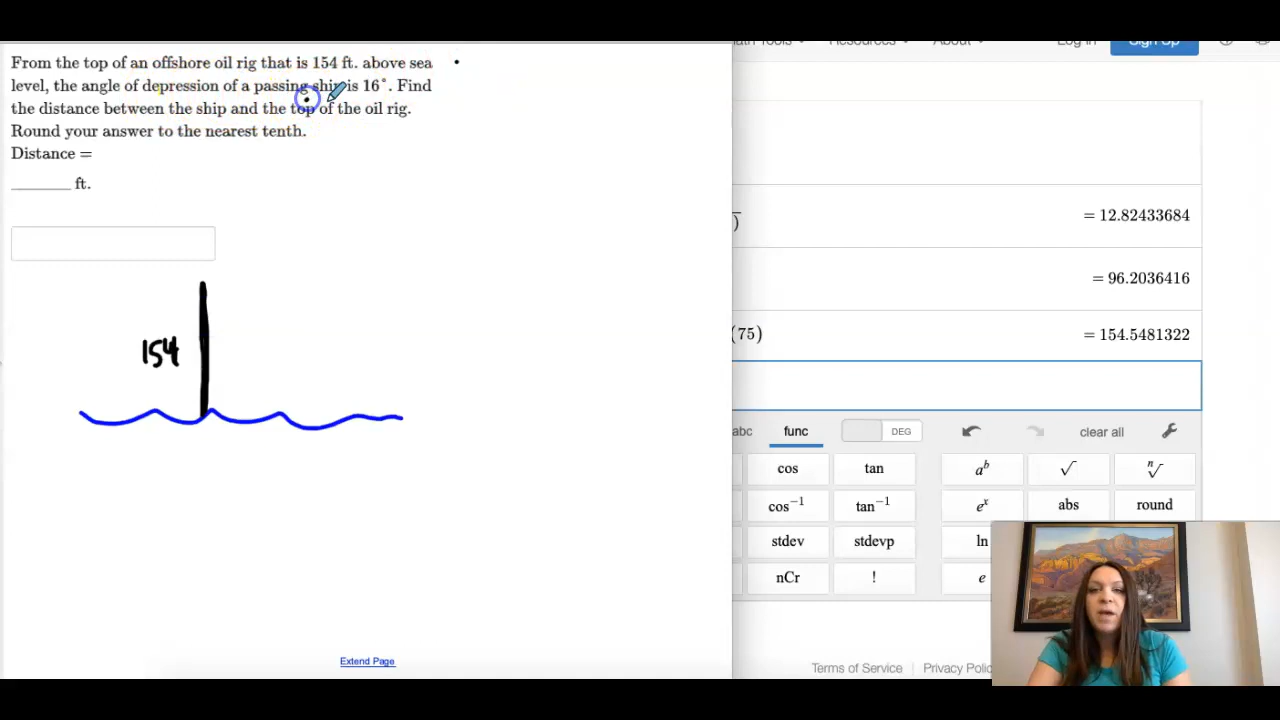 From the top of an offshore oil rig that is 154 ft. above sea
level, the angle of depression of a passing ship is 16°. Find
the distance between the ship and the top of the oil rig.
Round your answer to the nearest tenth.
Distance =
_______ ft.
154
Extend Page
Resources
About
Log In
Sign Up
= 12.82433684
)
= 96.2036416
(75)
= 154.5481322
abc
func
DEG
clear all
cos
tan
a^b
√
ⁿ√
cos⁻¹
tan⁻¹
eˣ
abs
round
stdev
stdevp
ln
nCr
!
e
Terms of Service
Privacy